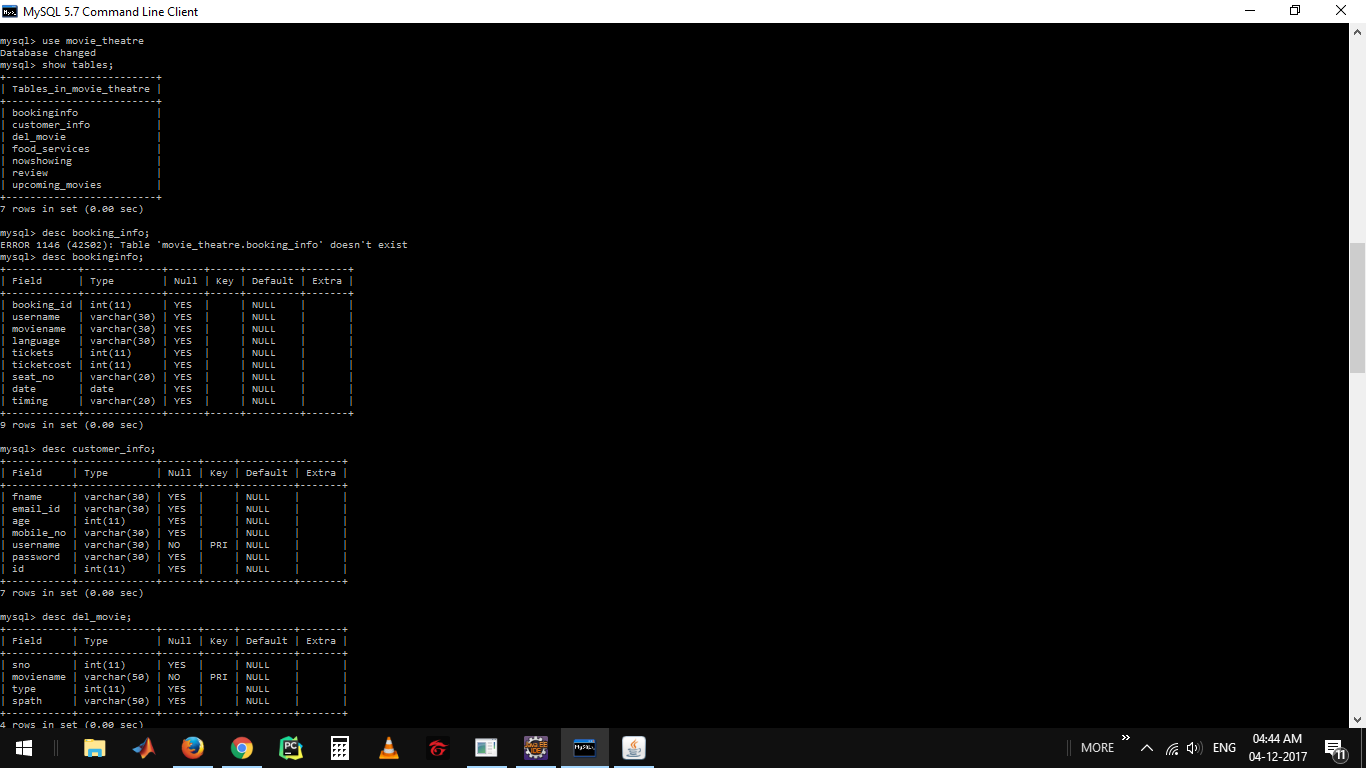 MySQL 5.7 Command Line Client
mysql> use movie_theatre
Database changed
mysql> show tables;
+-------------------------+
| Tables_in_movie_theatre |
+-------------------------+
| bookinginfo             |
| customer_info           |
| del_movie               |
| food_services           |
| nowshowing              |
| review                  |
| upcoming_movies         |
+-------------------------+
7 rows in set (0.00 sec)
mysql> desc booking_info;
ERROR 1146 (42S02): Table 'movie_theatre.booking_info' doesn't exist
mysql> desc bookinginfo;
+------------+-------------+------+-----+---------+-------+
| Field      | Type        | Null | Key | Default | Extra |
+------------+-------------+------+-----+---------+-------+
| booking_id | int(11)     | YES  |     | NULL    |       |
| username   | varchar(30) | YES  |     | NULL    |       |
| moviename  | varchar(30) | YES  |     | NULL    |       |
| language   | varchar(30) | YES  |     | NULL    |       |
| tickets    | int(11)     | YES  |     | NULL    |       |
| ticketcost | int(11)     | YES  |     | NULL    |       |
| seat_no    | varchar(20) | YES  |     | NULL    |       |
| date       | date        | YES  |     | NULL    |       |
| timing     | varchar(20) | YES  |     | NULL    |       |
+------------+-------------+------+-----+---------+-------+
9 rows in set (0.00 sec)
mysql> desc customer_info;
+-----------+-------------+------+-----+---------+-------+
| Field     | Type        | Null | Key | Default | Extra |
+-----------+-------------+------+-----+---------+-------+
| fname     | varchar(30) | YES  |     | NULL    |       |
| email_id  | varchar(30) | YES  |     | NULL    |       |
| age       | int(11)     | YES  |     | NULL    |       |
| mobile_no | varchar(30) | YES  |     | NULL    |       |
| username  | varchar(30) | NO   | PRI | NULL    |       |
| password  | varchar(30) | YES  |     | NULL    |       |
| id        | int(11)     | YES  |     | NULL    |       |
+-----------+-------------+------+-----+---------+-------+
7 rows in set (0.00 sec)
mysql> desc del_movie;
+-----------+-------------+------+-----+---------+-------+
| Field     | Type        | Null | Key | Default | Extra |
+-----------+-------------+------+-----+---------+-------+
| sno       | int(11)     | YES  |     | NULL    |       |
| moviename | varchar(50) | NO   | PRI | NULL    |       |
| type      | int(11)     | YES  |     | NULL    |       |
| spath     | varchar(50) | YES  |     | NULL    |       |
+-----------+-------------+------+-----+---------+-------+
4 rows in set (0.00 sec)
PC
JAVA EE
IDE
MySQL
MORE
ENG
04:44 AM
04-12-2017
11